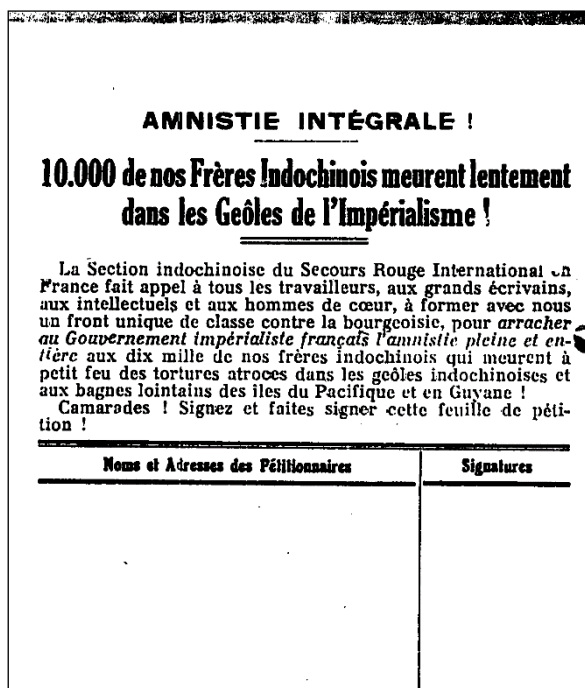 AMNISTIE INTÉGRALE !
10.000 de nos Frères Indochinois meurent lentement
dans les Geôles de l'Impérialisme !
La Section indochinoise du Secours Rouge International en
France fait appel à tous les travailleurs, aux grands écrivains,
aux intellectuels et aux hommes de cœur, à former avec nous
un front unique de classe contre la bourgeoisie, pour arracher
au Gouvernement impérialiste français l'amnistie pleine et en-
tière aux dix mille de nos frères indochinois qui meurent à
petit feu des tortures atroces dans les geôles indochinoises et
aux bagnes lointains des îles du Pacifique et en Guyane !
Camarades ! Signez et faites signer cette feuille de péti-
tion !
Noms et Adresses des Pétitionnaires
Signatures